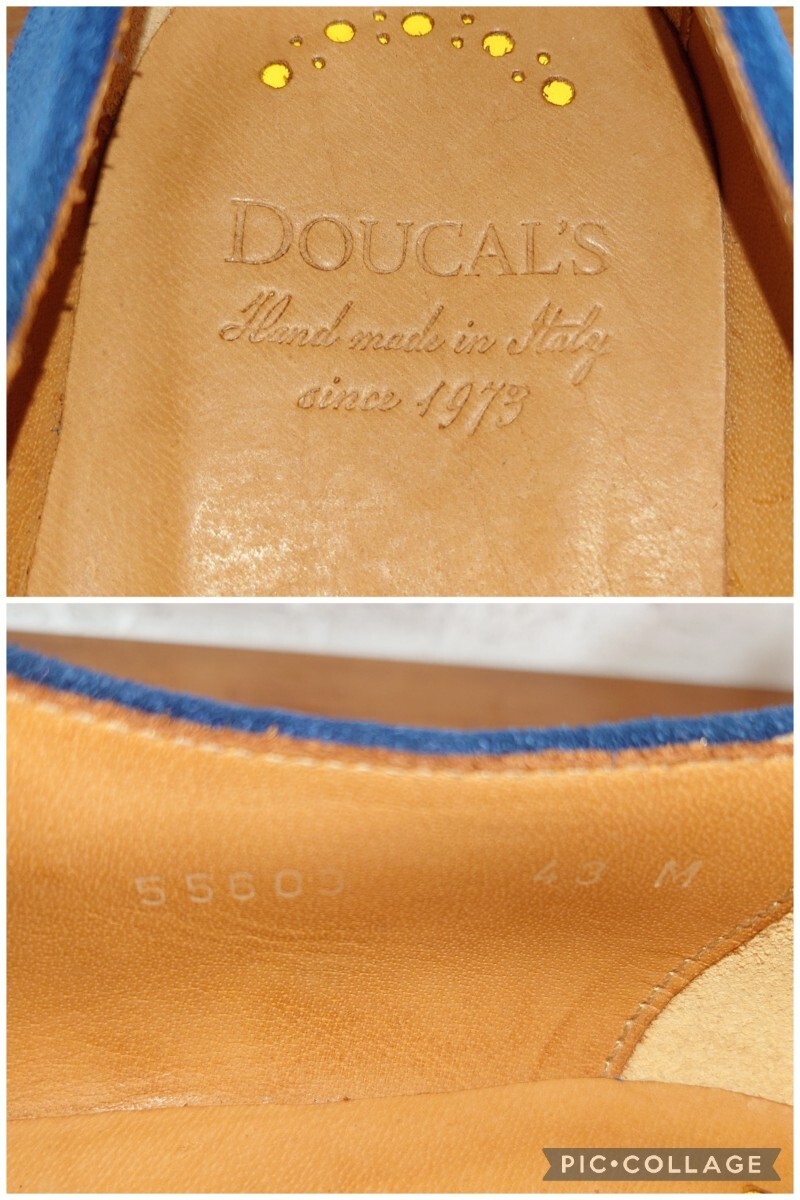 DOUCAL'S
Hand made in Italy
since 1973
43 M
PIC•COLLAGE